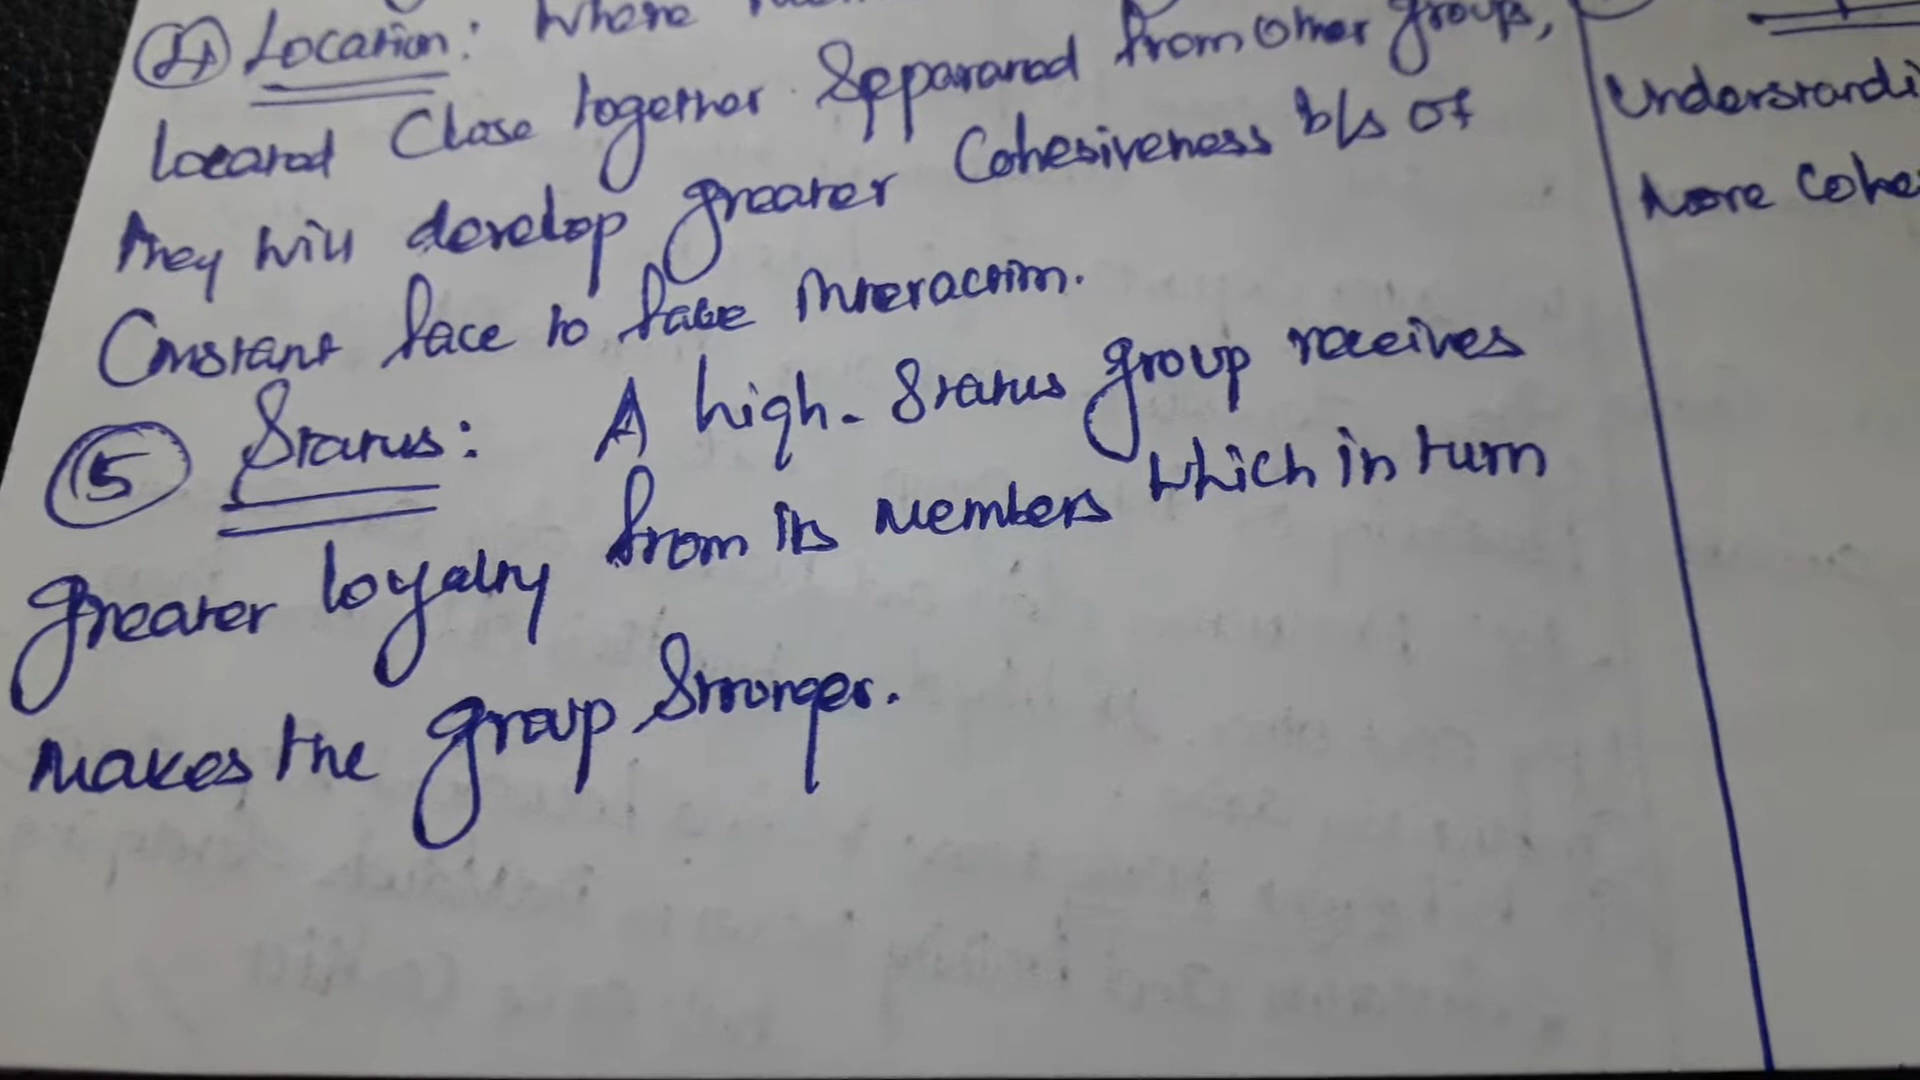 ④ Location: Where
located Close together Sepparated from other groups,
they will develop greater Cohesiveness b/s of
Constant face to face interaction.
⑤ Status: A high-Status group receives
greater loyalty from its members which in turn
makes the group Stronger.
Understandi
More Cohe